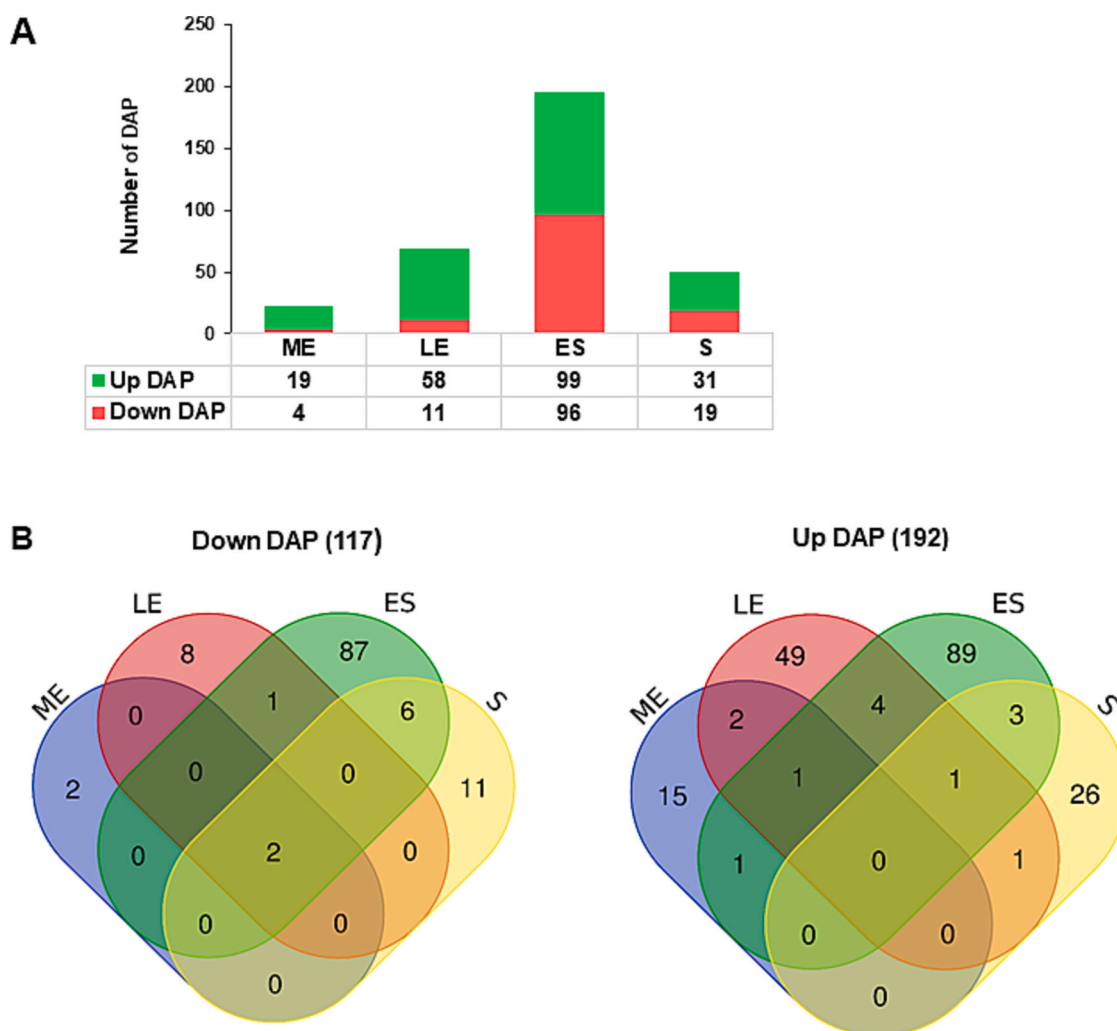 A
250
200
150
100
50
0
Number of DAP
ME LE ES S
Up DAP 19 58 99 31
Down DAP 4 11 96 19
B
Down DAP (117)
LE ES
ME S
8 87
0 1 6
2 0 0 11
0 2 0
0 0
0
Up DAP (192)
LE ES
ME S
49 89
2 4 3
15 1 1 26
1 0 1
0 0
0